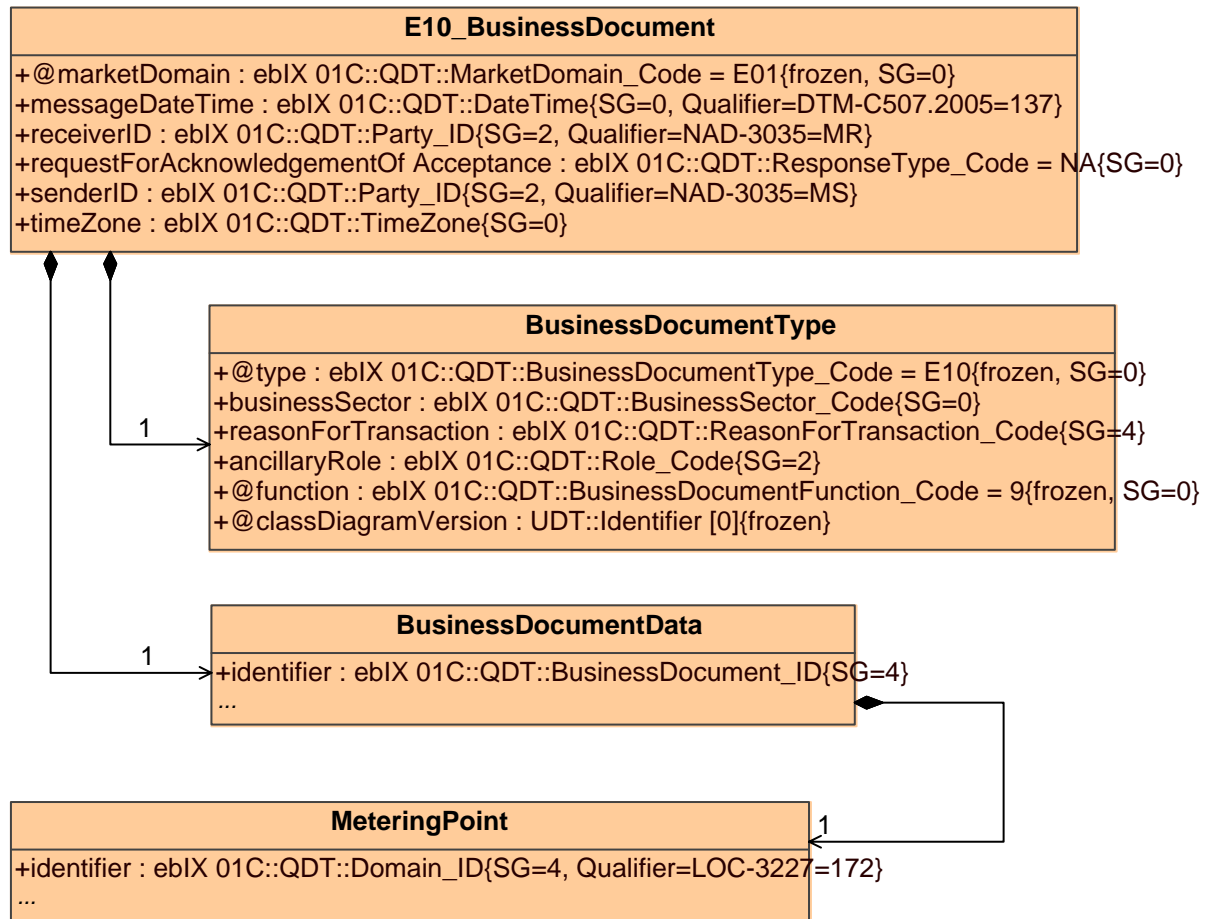 E10_BusinessDocument
+@marketDomain : ebIX 01C::QDT::MarketDomain_Code = E01{frozen, SG=0}
+messageDateTime : ebIX 01C::QDT::DateTime{SG=0, Qualifier=DTM-C507.2005=137}
+receiverID : ebIX 01C::QDT::Party_ID{SG=2, Qualifier=NAD-3035=MR}
+requestForAcknowledgementOf Acceptance : ebIX 01C::QDT::ResponseType_Code = NA{SG=0}
+senderID : ebIX 01C::QDT::Party_ID{SG=2, Qualifier=NAD-3035=MS}
+timeZone : ebIX 01C::QDT::TimeZone{SG=0}
BusinessDocumentType
+@type : ebIX 01C::QDT::BusinessDocumentType_Code = E10{frozen, SG=0}
+businessSector : ebIX 01C::QDT::BusinessSector_Code{SG=0}
+reasonForTransaction : ebIX 01C::QDT::ReasonForTransaction_Code{SG=4}
+ancillaryRole : ebIX 01C::QDT::Role_Code{SG=2}
+@function : ebIX 01C::QDT::BusinessDocumentFunction_Code = 9{frozen, SG=0}
+@classDiagramVersion : UDT::Identifier [0]{frozen}
1
BusinessDocumentData
+identifier : ebIX 01C::QDT::BusinessDocument_ID{SG=4}
...
1
MeteringPoint
+identifier : ebIX 01C::QDT::Domain_ID{SG=4, Qualifier=LOC-3227=172}
...
1